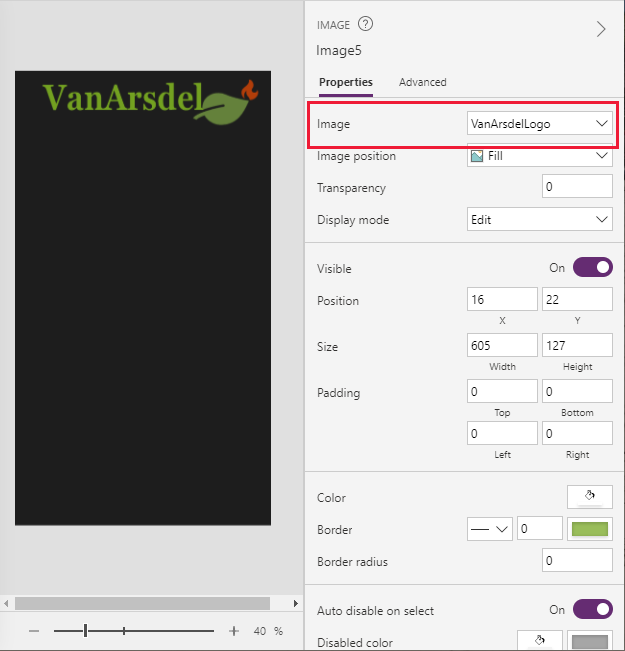 IMAGE ?
Image5
Properties Advanced
VanArsdel
Image VanArsdelLogo
Image position Fill
Transparency 0
Display mode Edit
Visible On
Position 16 22
X Y
Size 605 127
Width Height
Padding 0 0
Top Bottom
0 0
Left Right
Color
Border 0
Border radius 0
Auto disable on select On
Disabled color
40 %